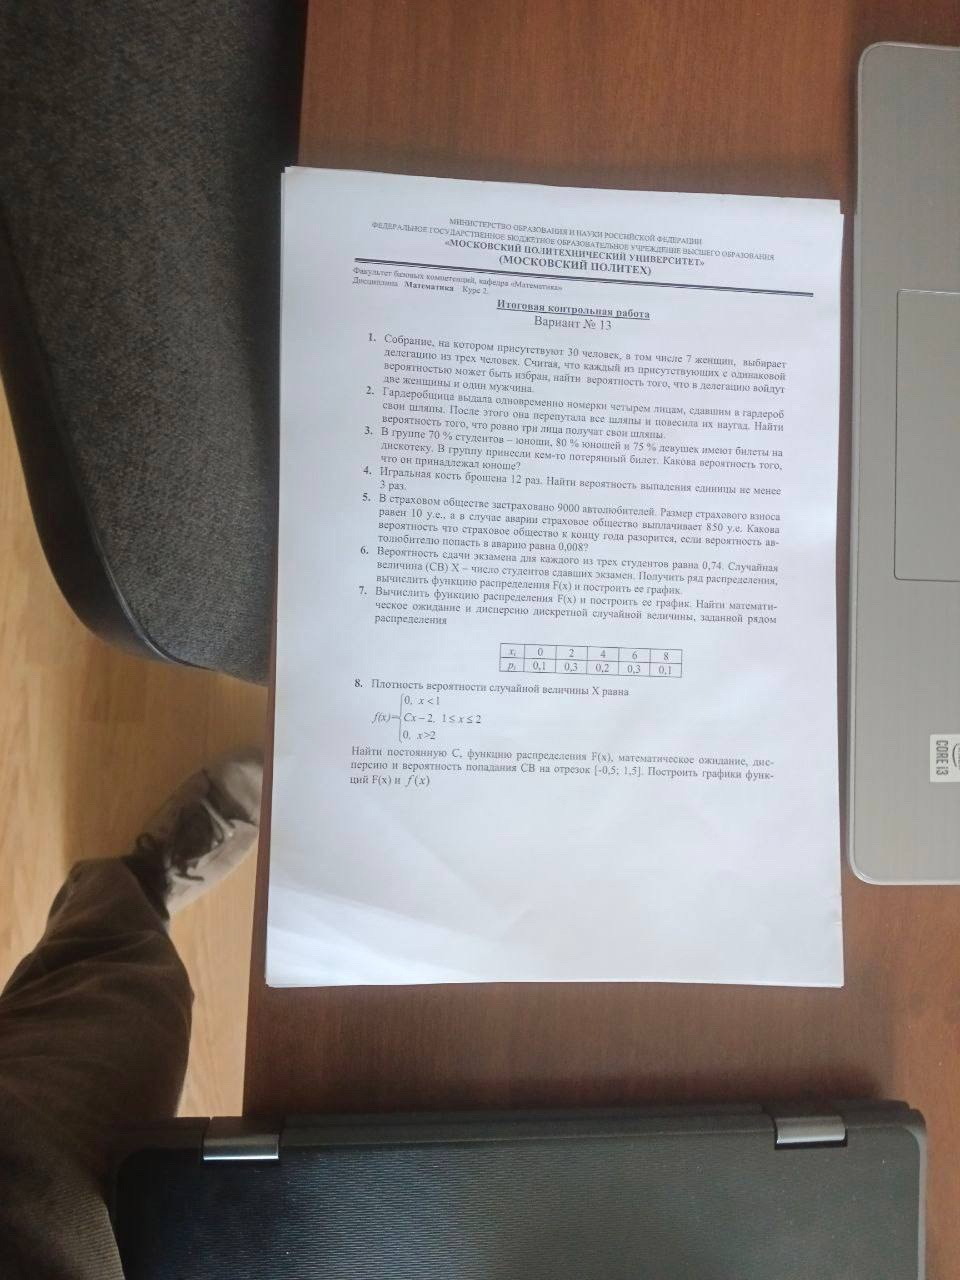 МИНИСТЕРСТВО ОБРАЗОВАНИЯ И НАУКИ РОССИЙСКОЙ ФЕДЕРАЦИИ
ФЕДЕРАЛЬНОЕ ГОСУДАРСТВЕННОЕ БЮДЖЕТНОЕ ОБРАЗОВАТЕЛЬНОЕ УЧРЕЖДЕНИЕ ВЫСШЕГО ОБРАЗОВАНИЯ
«МОСКОВСКИЙ ПОЛИТЕХНИЧЕСКИЙ УНИВЕРСИТЕТ»
(МОСКОВСКИЙ ПОЛИТЕХ)
Факультет базовых компетенций, кафедра «Математика»
Дисциплина Математика Курс 2.
Итоговая контрольная работа
Вариант № 13
1. Собрание, на котором присутствуют 30 человек, в том числе 7 женщин, выбирает
делегацию из трех человек. Считая, что каждый из присутствующих с одинаковой
вероятностью может быть избран, найти вероятность того, что в делегацию войдут
две женщины и один мужчина.
2. Гардеробщица выдала одновременно номерки четырем лицам, сдавшим в гардероб
свои шляпы. После этого она перепутала все шляпы и повесила их наугад. Найти
вероятность того, что ровно три лица получат свои шляпы.
3. В группе 70 % студентов – юноши, 80 % юношей и 75 % девушек имеют билеты на
дискотеку. В группу принесли кем-то потерянный билет. Какова вероятность того,
что он принадлежал юноше?
4. Игральная кость брошена 12 раз. Найти вероятность выпадения единицы не менее
3 раз.
5. В страховом обществе застраховано 9000 автолюбителей. Размер страхового взноса
равен 10 у.е., а в случае аварии страховое общество выплачивает 850 у.е. Какова
вероятность что страховое общество к концу года разорится, если вероятность ав-
толюбителю попасть в аварию равна 0,008?
6. Вероятность сдачи экзамена для каждого из трех студентов равна 0,74. Случайная
величина (СВ) X – число студентов сдавших экзамен. Получить ряд распределения,
вычислить функцию распределения F(x) и построить ее график.
7. Вычислить функцию распределения F(x) и построить ее график. Найти математи-
ческое ожидание и дисперсию дискретной случайной величины, заданной рядом
распределения
xᵢ 0 2 4 6 8
pᵢ 0,1 0,3 0,2 0,3 0,1
8. Плотность вероятности случайной величины X равна
0, x < 1
f(x)= Cx – 2, 1 ≤ x ≤ 2
0, x>2
Найти постоянную С, функцию распределения F(x), математическое ожидание, дис-
персию и вероятность попадания СВ на отрезок [-0,5; 1,5]. Построить графики функ-
ций F(x) и f(x)
CORE i3